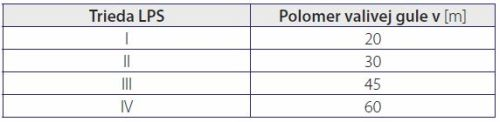 Trieda LPS Polomer valivej gule v [m]
I 20
II 30
III 45
IV 60